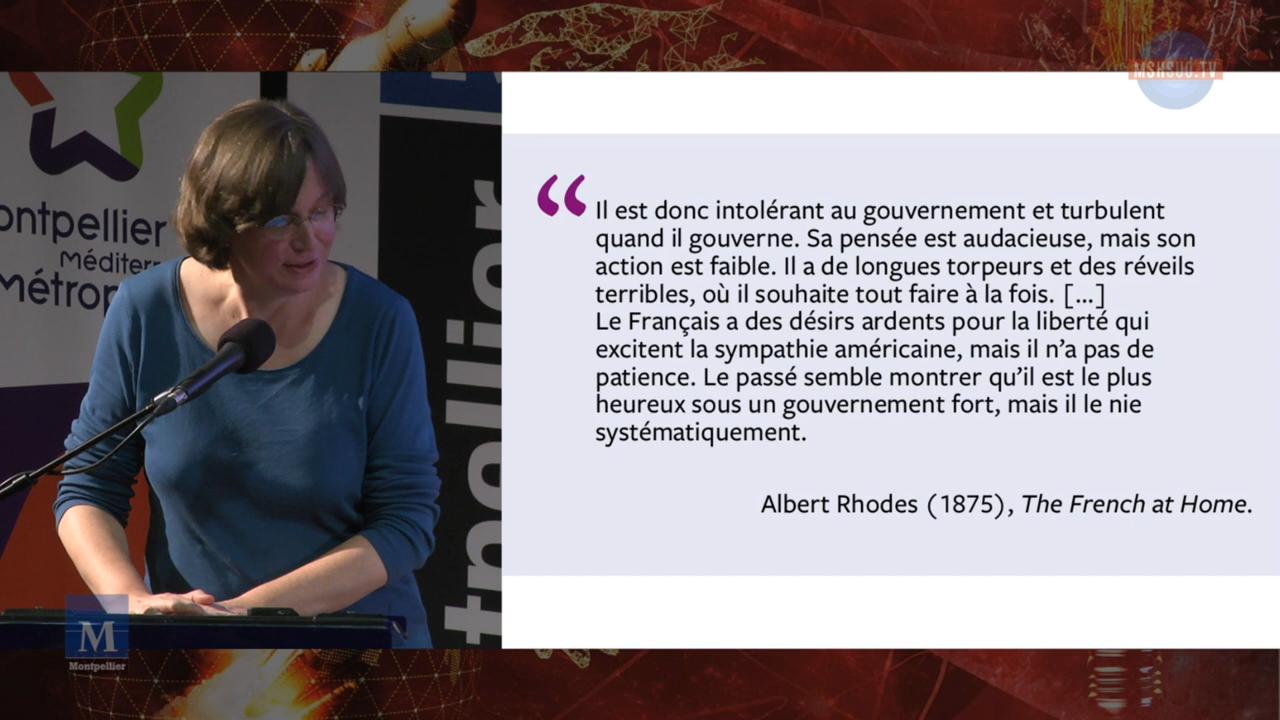 MSHSUD.TV
ontpellier
Méditerr
Métrop
tpellier
“
Il est donc intolérant au gouvernement et turbulent
quand il gouverne. Sa pensée est audacieuse, mais son
action est faible. Il a de longues torpeurs et des réveils
terribles, où il souhaite tout faire à la fois. [...]
Le Français a des désirs ardents pour la liberté qui
excitent la sympathie américaine, mais il n’a pas de
patience. Le passé semble montrer qu’il est le plus
heureux sous un gouvernement fort, mais il le nie
systématiquement.
Albert Rhodes (1875), The French at Home.
M
Montpellier